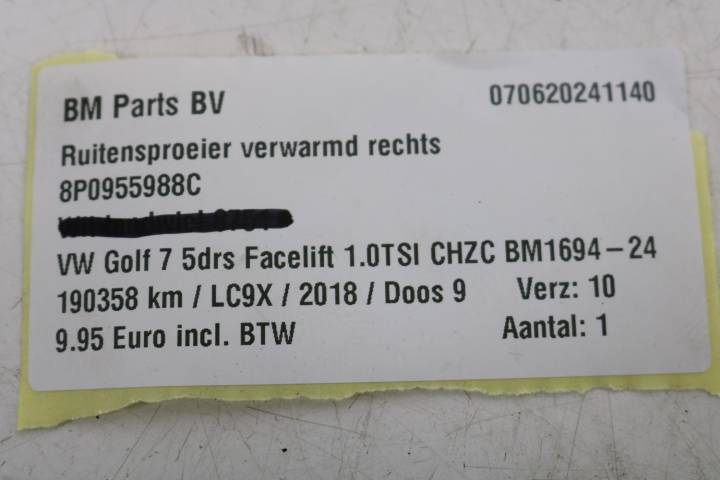 BM Parts BV 070620241140
Ruitensproeier verwarmd rechts
8P0955988C
VW Golf 7 5drs Facelift 1.0TSI CHZC BM1694-24
190358 km / LC9X / 2018 / Doos 9 Verz: 10
9.95 Euro incl. BTW Aantal: 1